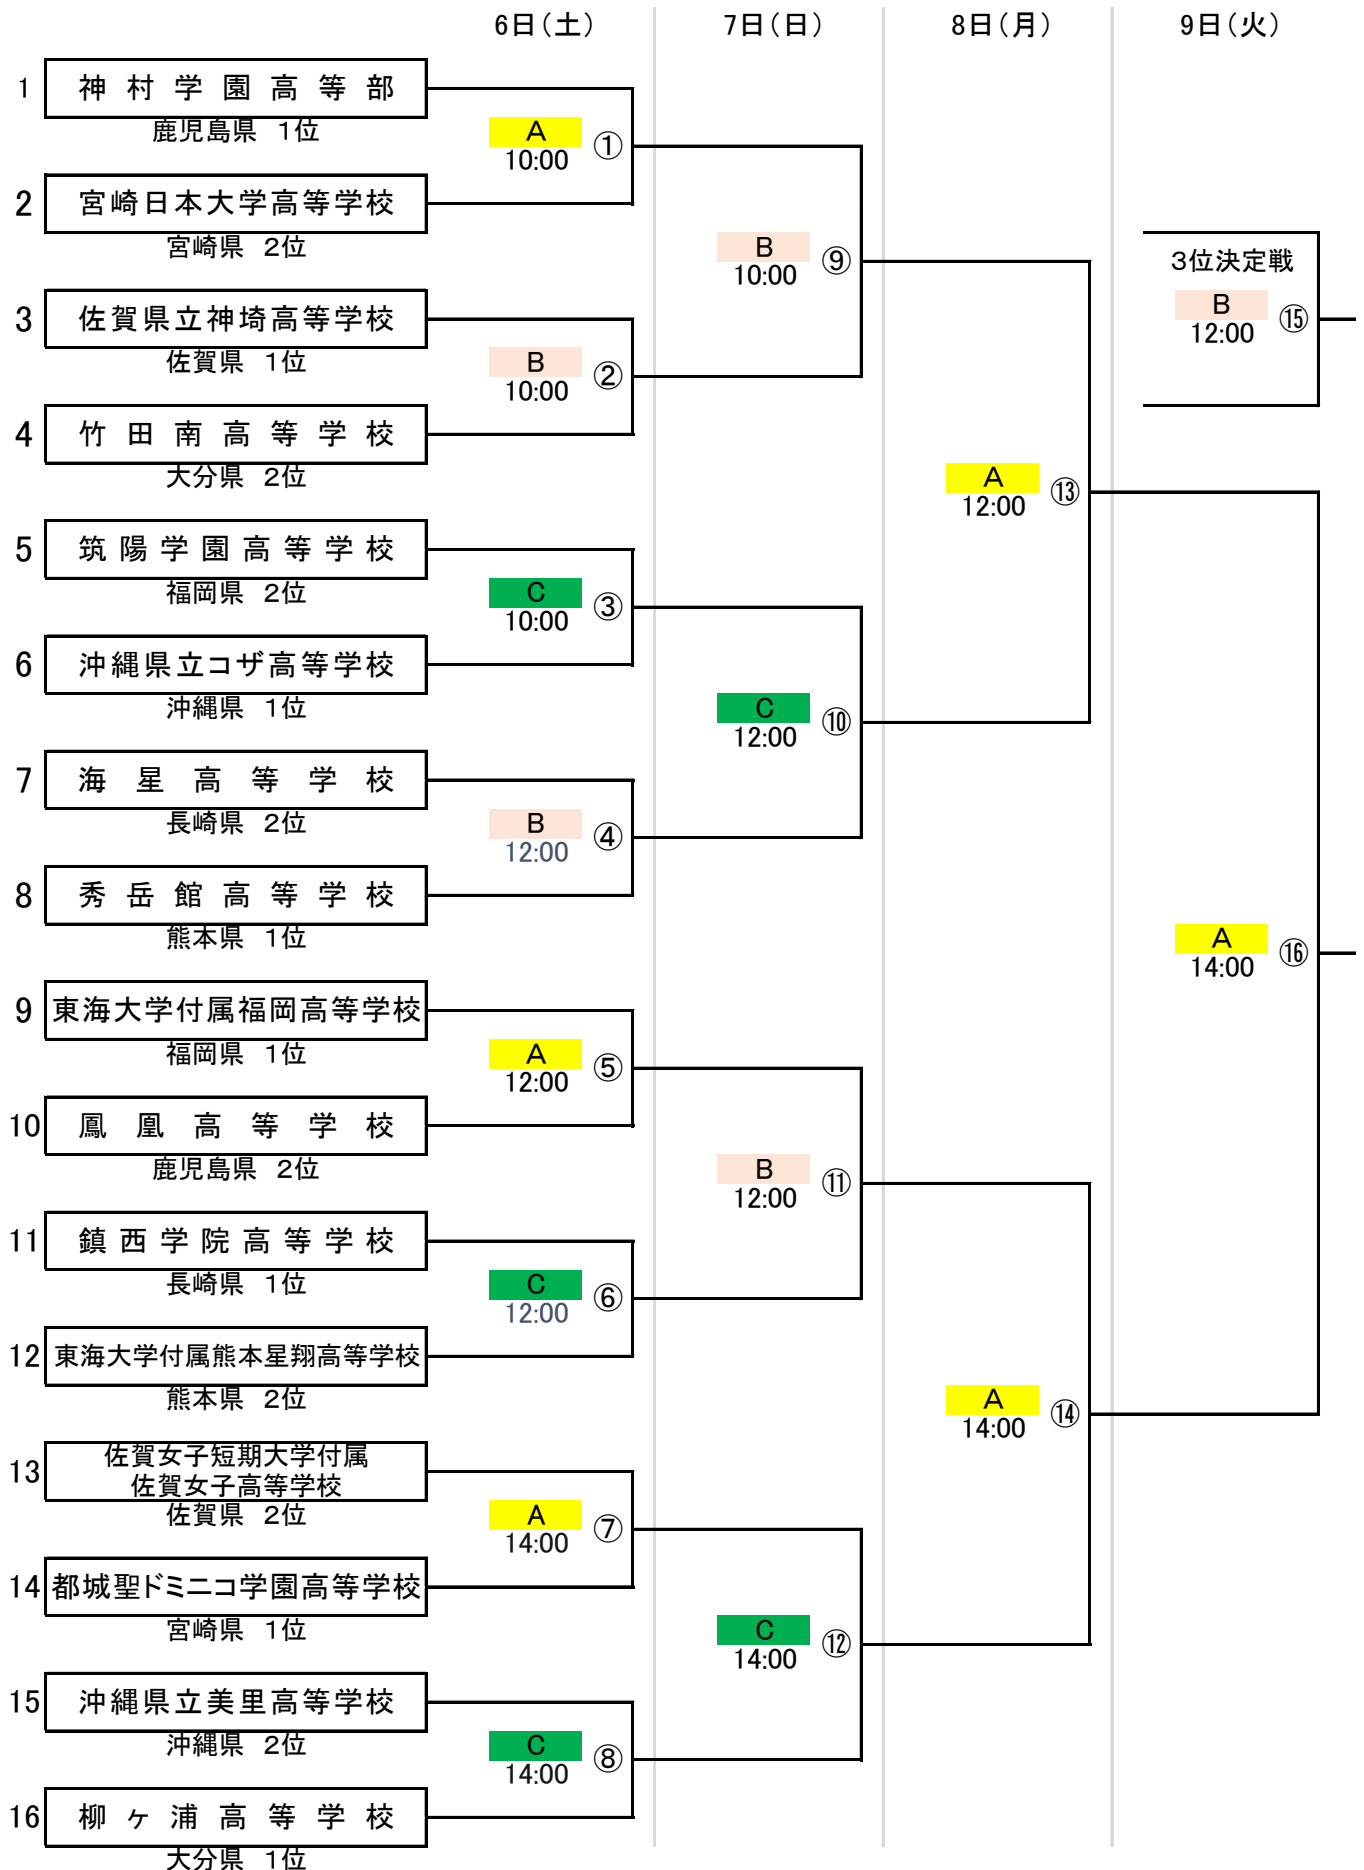 6日（土） 7日（日） 8日（月） 9日（火）
1 神村学園高等部
鹿児島県 1位
A
10:00 ①
2 宮崎日本大学高等学校
宮崎県 2位
B
10:00 ⑨
3位決定戦
B
12:00 ⑮
3 佐賀県立神埼高等学校
佐賀県 1位
B
10:00 ②
4 竹田南高等学校
大分県 2位
A
12:00 ⑬
5 筑陽学園高等学校
福岡県 2位
C
10:00 ③
6 沖縄県立コザ高等学校
沖縄県 1位
C
12:00 ⑩
7 海星高等学校
長崎県 2位
B
12:00 ④
8 秀岳館高等学校
熊本県 1位
A
14:00 ⑯
9 東海大学付属福岡高等学校
福岡県 1位
A
12:00 ⑤
10 鳳凰高等学校
鹿児島県 2位
B
12:00 ⑪
11 鎮西学院高等学校
長崎県 1位
C
12:00 ⑥
12 東海大学付属熊本星翔高等学校
熊本県 2位
A
14:00 ⑭
13 佐賀女子短期大学付属
佐賀女子高等学校
佐賀県 2位
A
14:00 ⑦
14 都城聖ドミニコ学園高等学校
宮崎県 1位
C
14:00 ⑫
15 沖縄県立美里高等学校
沖縄県 2位
C
14:00 ⑧
16 柳ヶ浦高等学校
大分県 1位